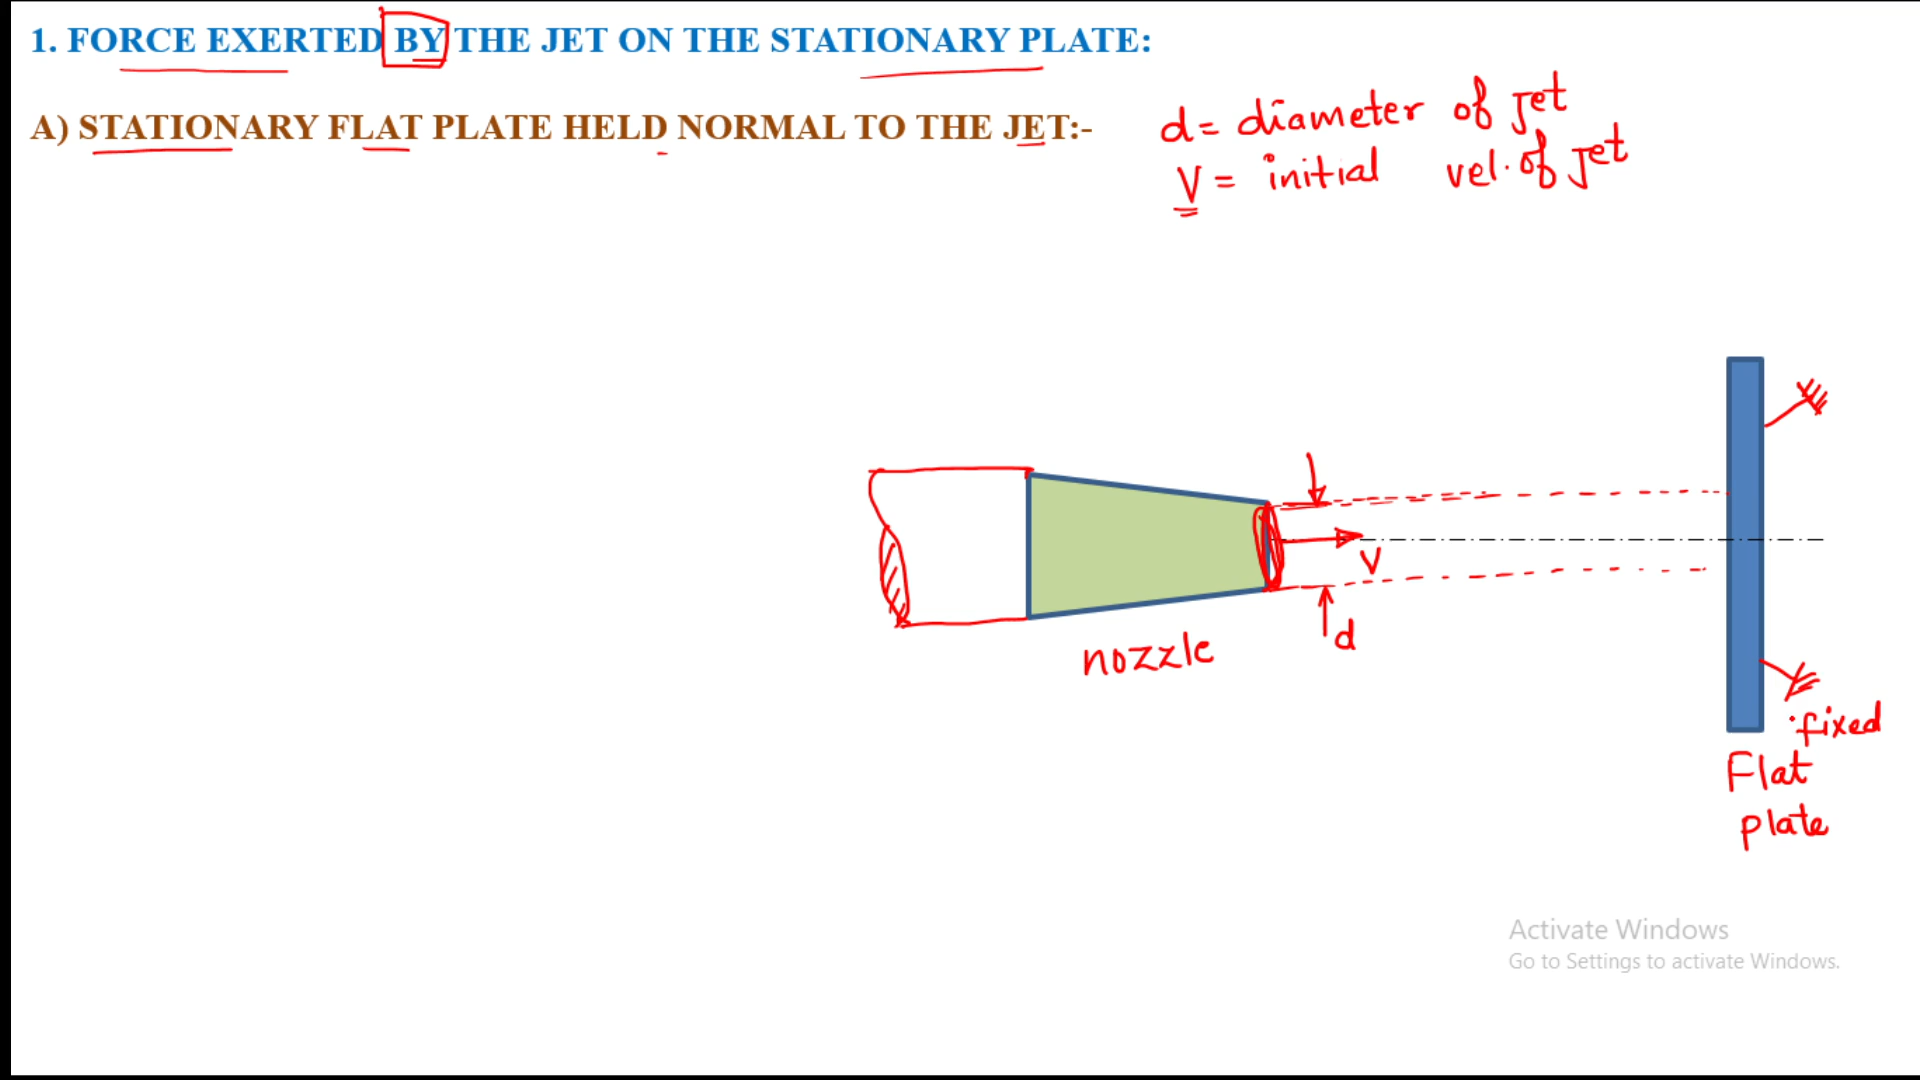 1. FORCE EXERTED BY THE JET ON THE STATIONARY PLATE:
A) STATIONARY FLAT PLATE HELD NORMAL TO THE JET:-
d = diameter of Jet
V = initial vel. of Jet
V
d
nozzle
fixed
Flat
plate
Activate Windows
Go to Settings to activate Windows.